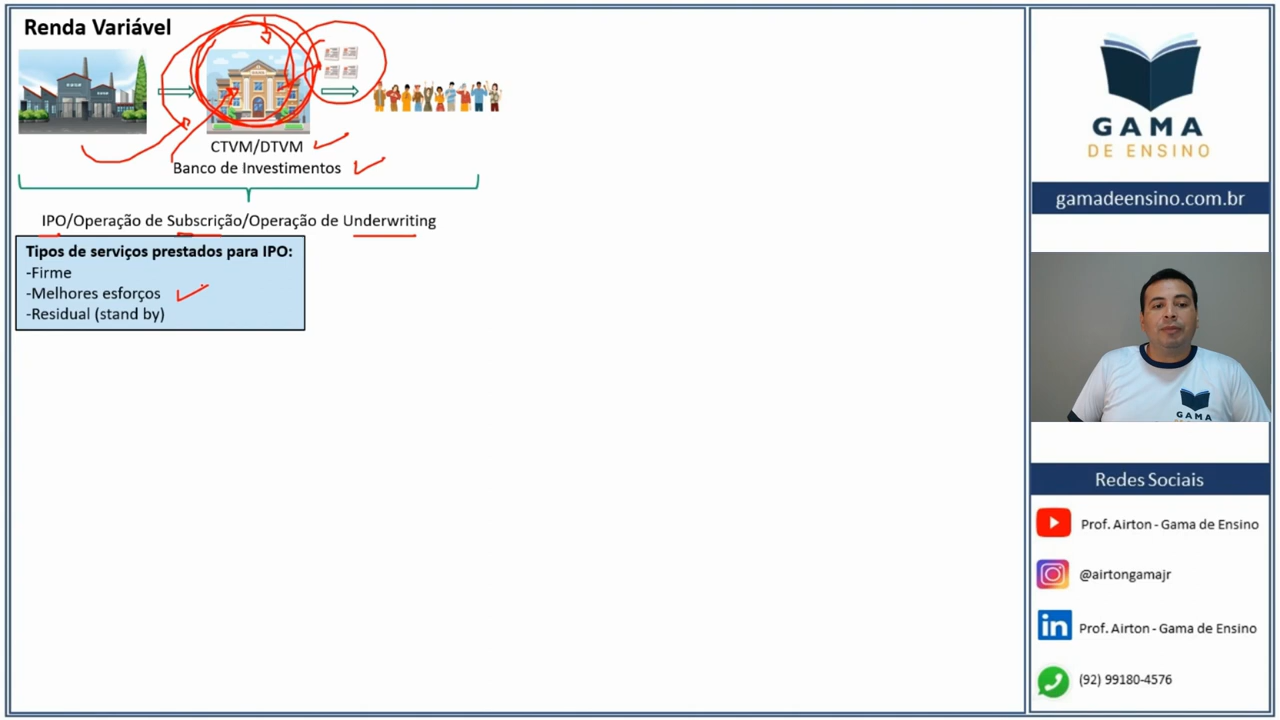 Renda Variável
CTVM/DTVM
Banco de Investimentos
IPO/Operação de Subscrição/Operação de Underwriting
Tipos de serviços prestados para IPO:
-Firme
-Melhores esforços
-Residual (stand by)
GAMA
DE ENSINO
gamadeensino.com.br
GAMA
Redes Sociais
Prof. Airton - Gama de Ensino
@airtongamajr
in
Prof. Airton - Gama de Ensino
(92) 99180-4576